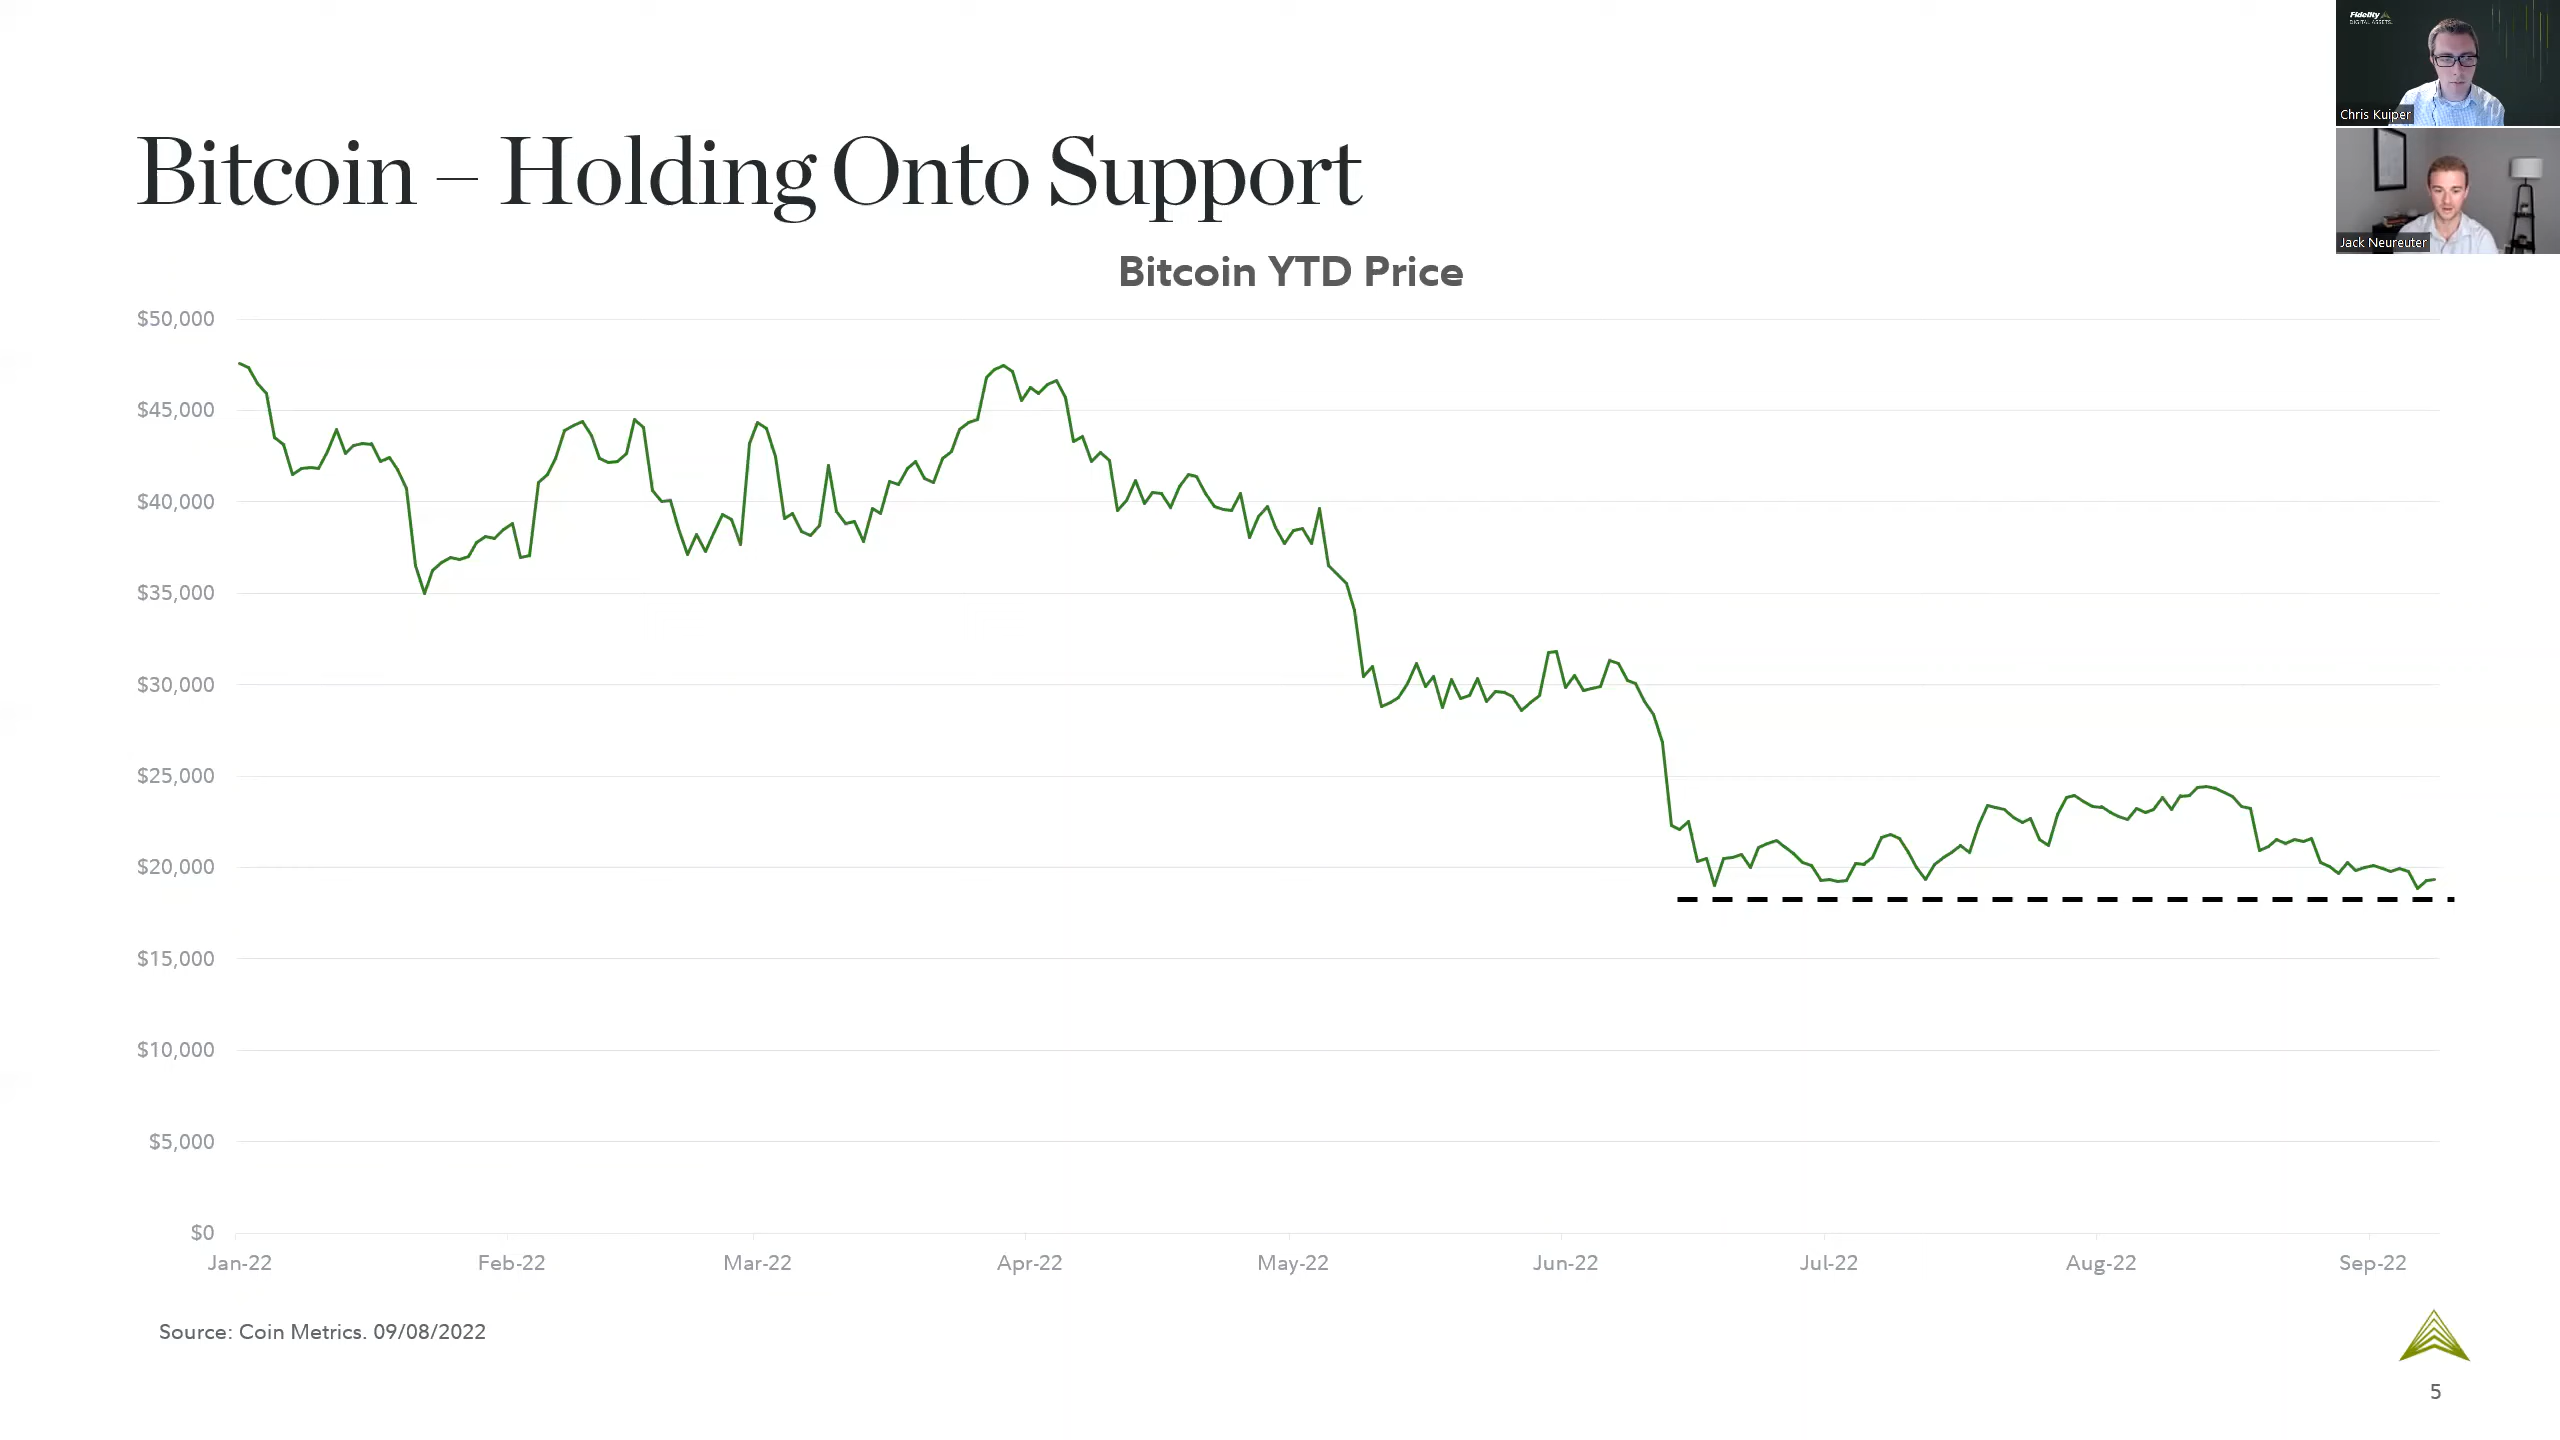 Fidelity
DIGITAL ASSETS.
Chris Kuiper
Jack Neureuter
Bitcoin – Holding Onto Support
Bitcoin YTD Price
$50,000
$45,000
$40,000
$35,000
$30,000
$25,000
$20,000
$15,000
$10,000
$5,000
$0
Jan-22 Feb-22 Mar-22 Apr-22 May-22 Jun-22 Jul-22 Aug-22 Sep-22
Source: Coin Metrics. 09/08/2022
5